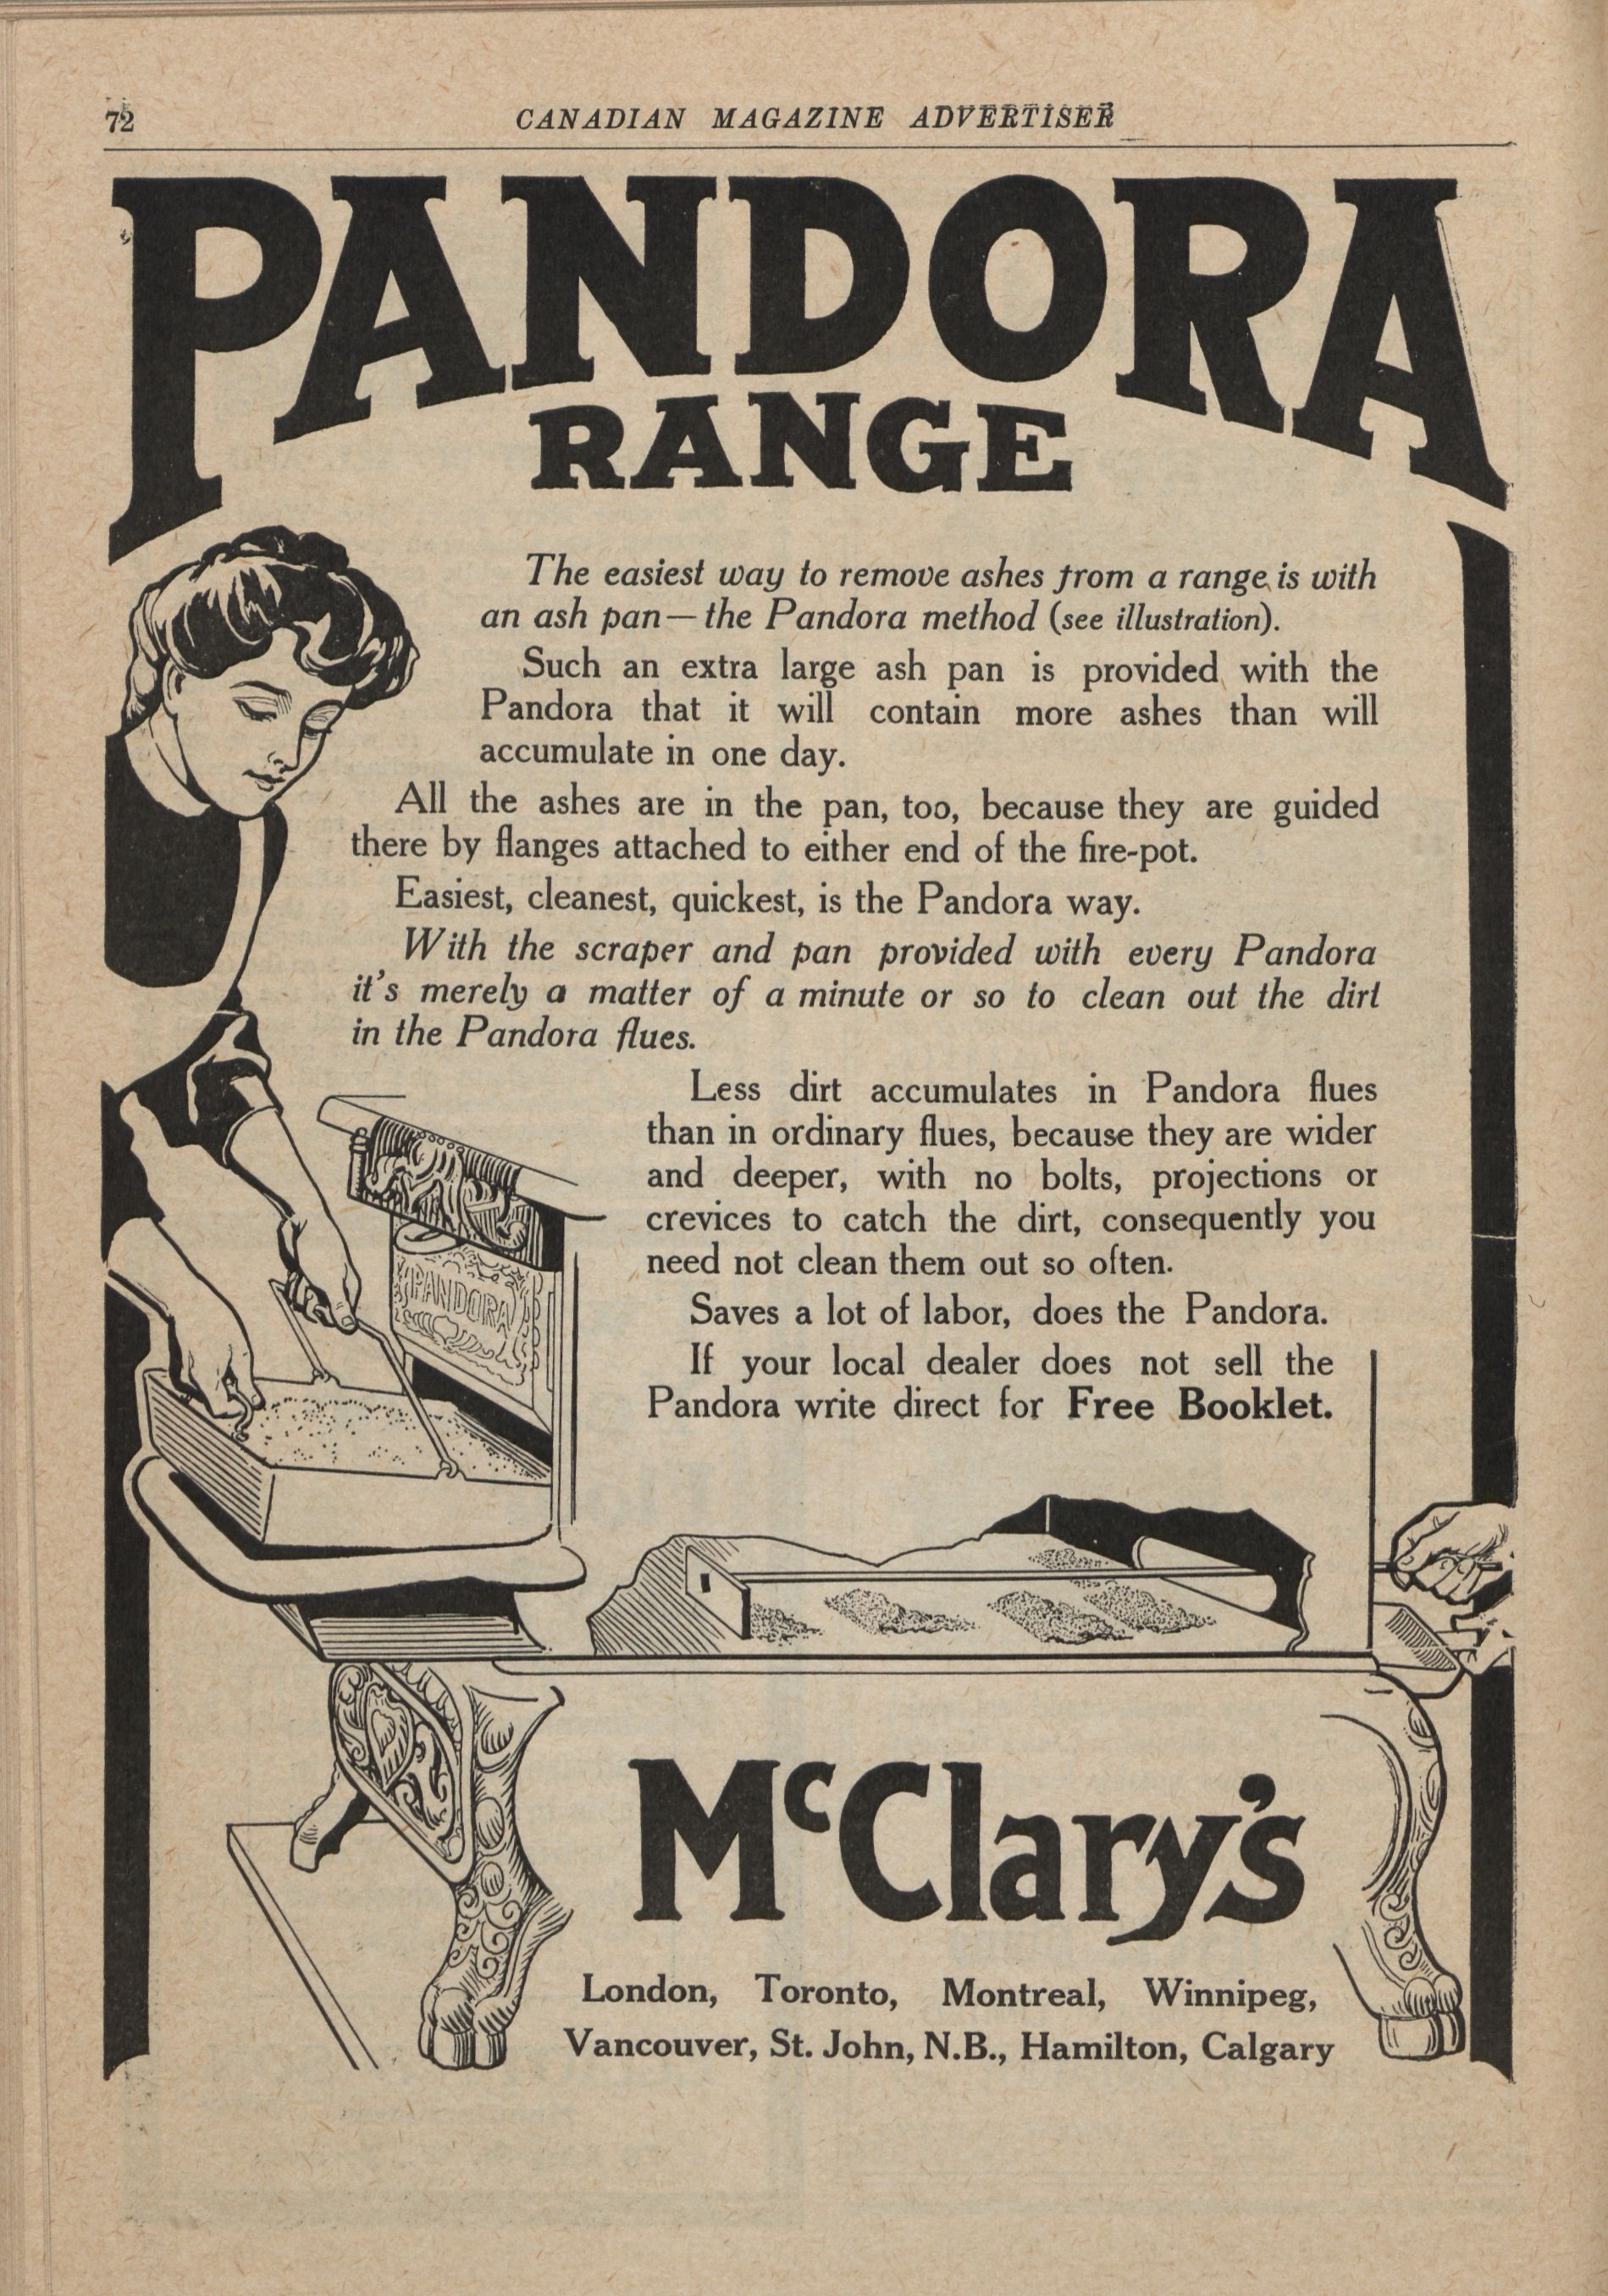 72
CANADIAN MAGAZINE ADVERTISER
PANDORA
RANGE
The easiest way to remove ashes from a range is with
an ash pan—the Pandora method (see illustration).
Such an extra large ash pan is provided with the
Pandora that it will contain more ashes than will
accumulate in one day.
All the ashes are in the pan, too, because they are guided
there by flanges attached to either end of the fire-pot.
Easiest, cleanest, quickest, is the Pandora way.
With the scraper and pan provided with every Pandora
it's merely a matter of a minute or so to clean out the dirt
in the Pandora flues.
Less dirt accumulates in Pandora flues
than in ordinary flues, because they are wider
and deeper, with no bolts, projections or
crevices to catch the dirt, consequently you
need not clean them out so often.
PANDORA
Saves a lot of labor, does the Pandora.
If your local dealer does not sell the
Pandora write direct for Free Booklet.
McClary's
London, Toronto, Montreal, Winnipeg,
Vancouver, St. John, N.B., Hamilton, Calgary